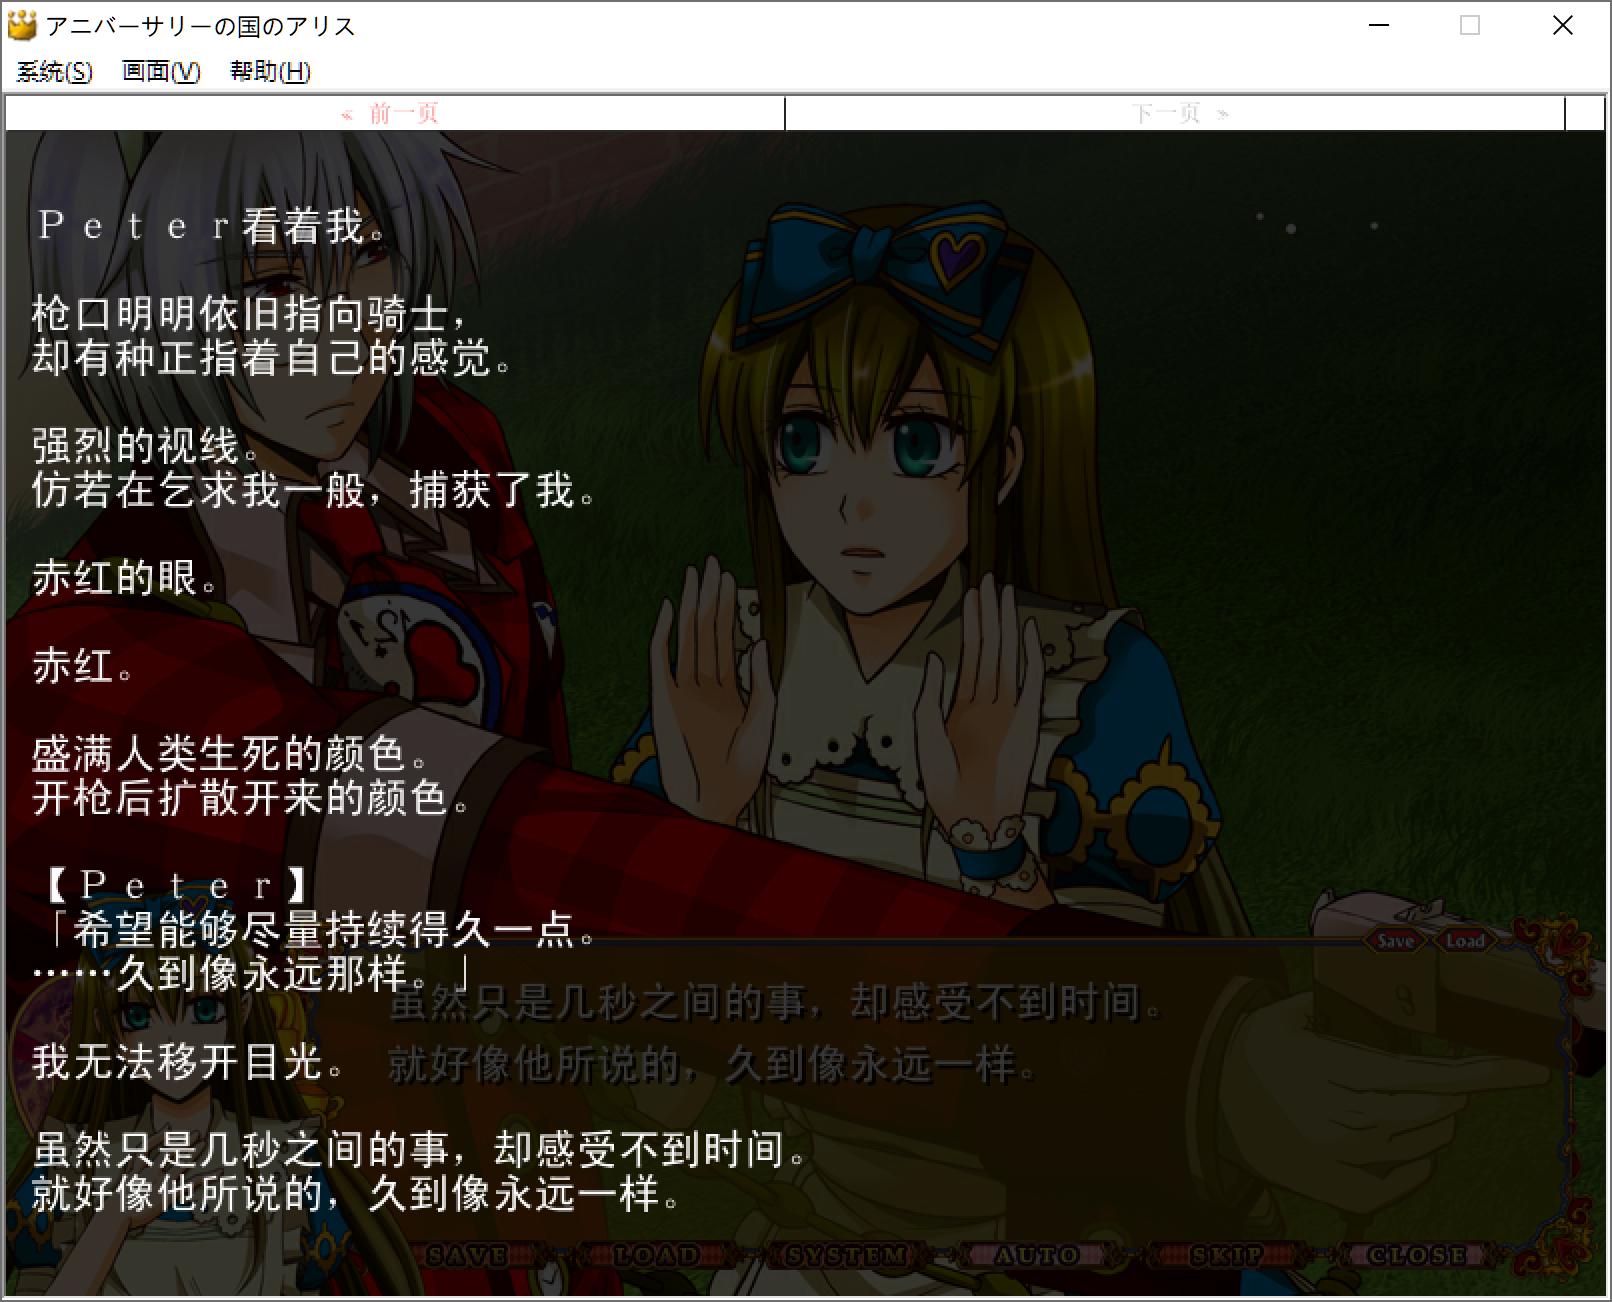 アニバーサリーの国のアリス
系统(S) 画面(V) 帮助(H)
« 前一页
下一页 »
Ｐｅｔｅｒ看着我。
枪口明明依旧指向骑士，
却有种正指着自己的感觉。
强烈的视线。
仿若在乞求我一般，捕获了我。
赤红的眼。
赤红。
盛满人类生死的颜色。
开枪后扩散开来的颜色。
【Ｐｅｔｅｒ】
「希望能够尽量持续得久一点。
……久到像永远那样。」
我无法移开目光。
虽然只是几秒之间的事，却感受不到时间。
就好像他所说的，久到像永远一样。
Save Load
虽然只是几秒之间的事，却感受不到时间。
就好像他所说的，久到像永远一样。
SAVE LOAD SYSTEM AUTO SKIP CLOSE
12